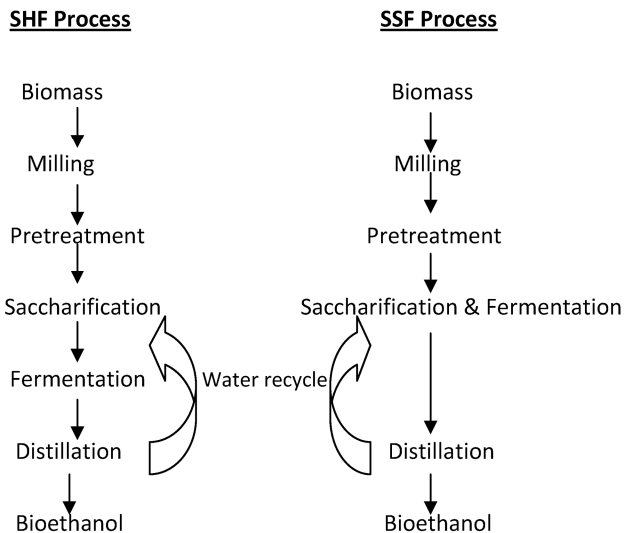 SHF Process
Biomass
Milling
Pretreatment
Saccharification
Fermentation
Distillation
Bioethanol
Water recycle
SSF Process
Biomass
Milling
Pretreatment
Saccharification & Fermentation
Distillation
Bioethanol